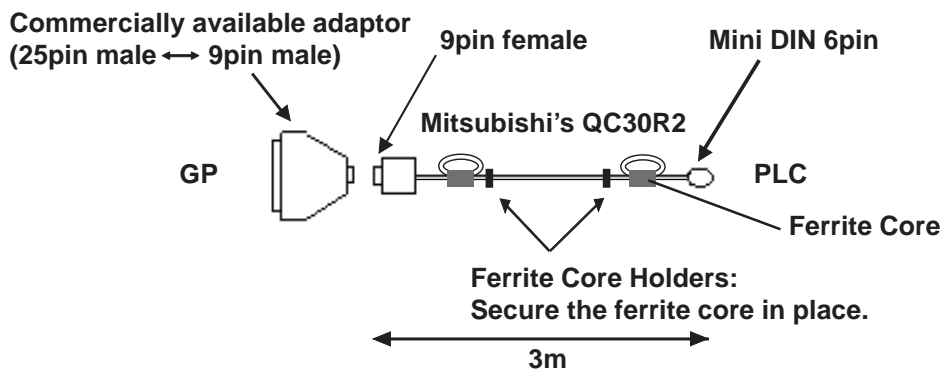 Commercially available adaptor
(25pin male ↔ 9pin male)
9pin female
Mini DIN 6pin
Mitsubishi's QC30R2
GP
PLC
Ferrite Core
Ferrite Core Holders:
Secure the ferrite core in place.
3m